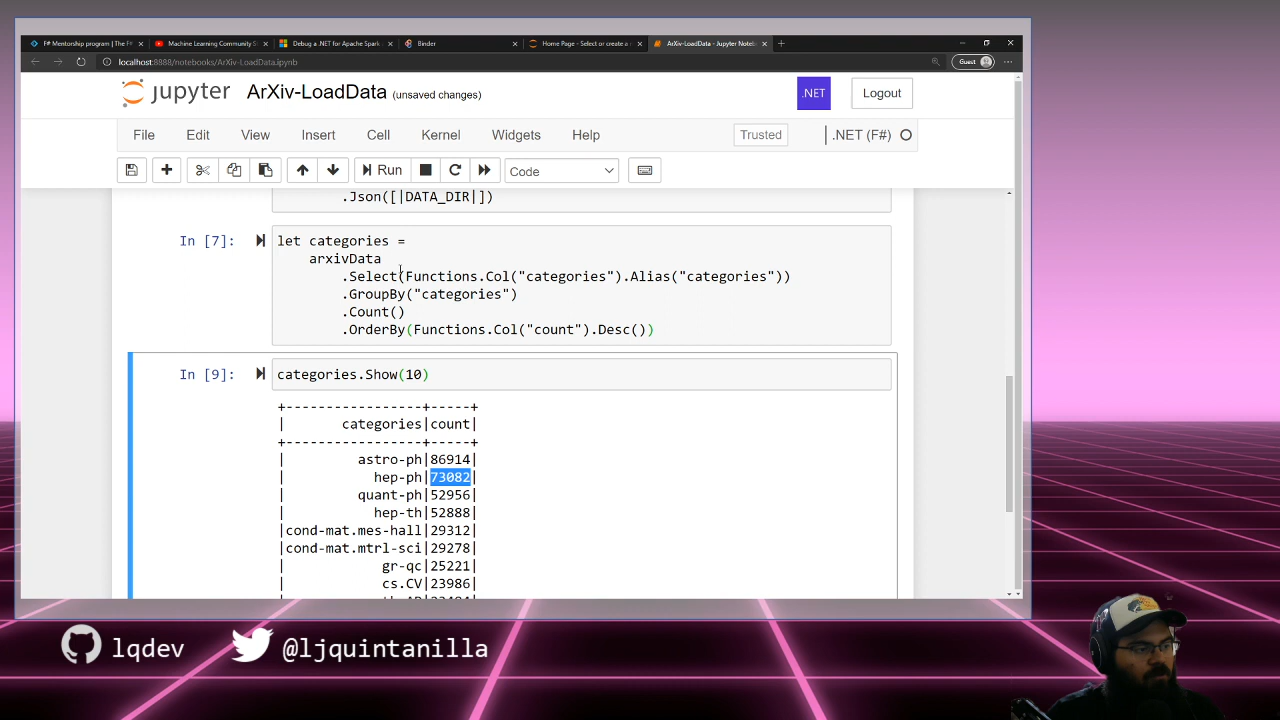 F# Mentorship program | The F#
Machine Learning Community S
Debug a .NET for Apache Spark
Binder
Home Page - Select or create a n
ArXiv-LoadData - Jupyter Noteb
localhost:8888/notebooks/ArXiv-LoadData.ipynb
Guest
jupyter ArXiv-LoadData (unsaved changes)
.NET
Logout
File Edit View Insert Cell Kernel Widgets Help
Trusted
.NET (F#)
Run
Code
.Json([|DATA_DIR|])
In [7]:
let categories =
arxivData
.Select(Functions.Col("categories").Alias("categories"))
.GroupBy("categories")
.Count()
.OrderBy(Functions.Col("count").Desc())
In [9]:
categories.Show(10)
+-----------------+-----+
|       categories|count|
+-----------------+-----+
|         astro-ph|86914|
|           hep-ph|73082|
|         quant-ph|52956|
|           hep-th|52888|
|cond-mat.mes-hall|29312|
|cond-mat.mtrl-sci|29278|
|            gr-qc|25221|
|            cs.CV|23986|
lqdev
@ljquintanilla